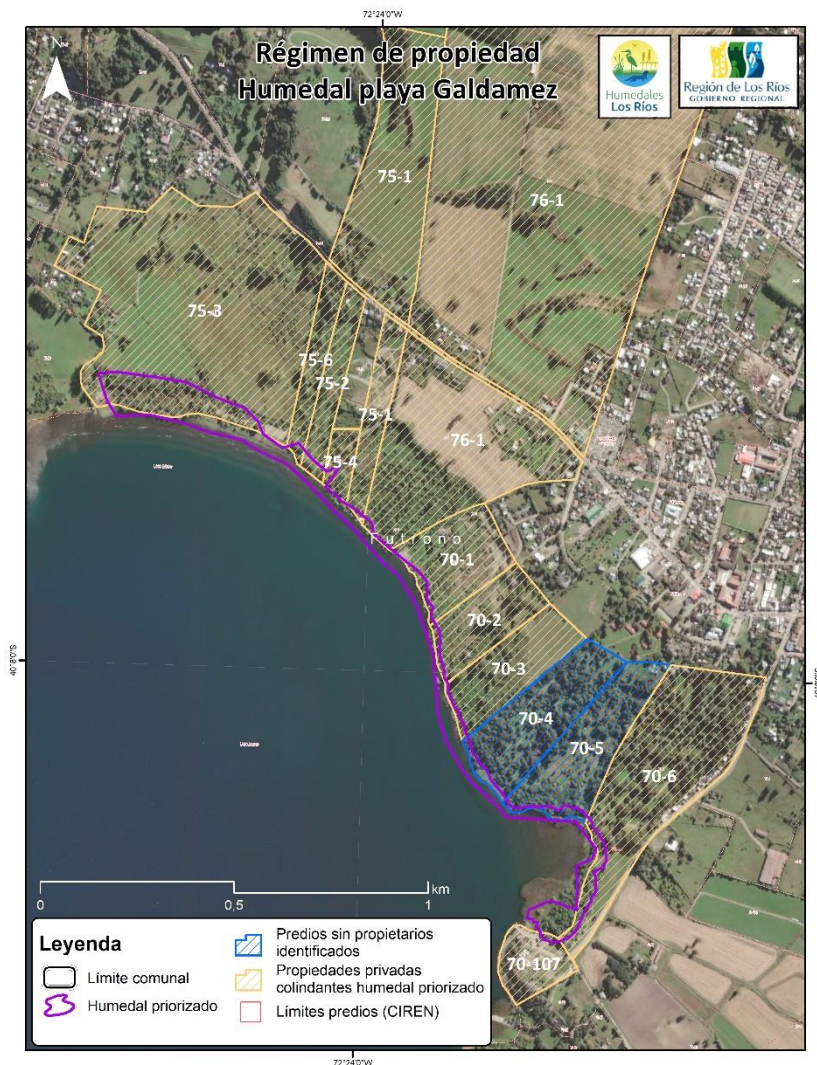 72°24'0"W
Régimen de propiedad
Humedal playa Galdamez
Humedales
Los Ríos
Región de Los Ríos
GOBIERNO REGIONAL
N
75-1
76-1
75-3
75-6
75-2
75-1
76-1
75-4
Futrono
70-1
70-2
70-3
40°8'0"S
70-4
70-5
70-6
70-107
0
0,5
1
km
Leyenda
Límite comunal
Humedal priorizado
Predios sin propietarios
identificados
Propiedades privadas
colindantes humedal priorizado
Límites predios (CIREN)
72°24'0"W